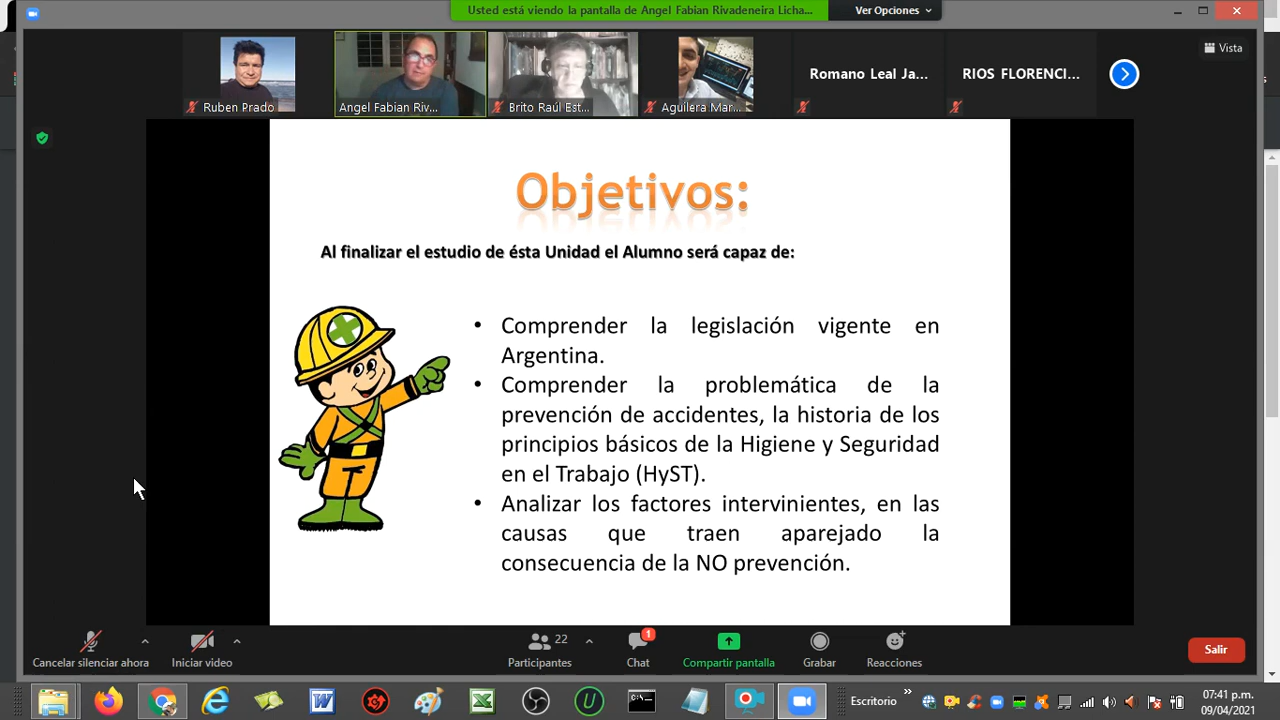 Usted está viendo la pantalla de Angel Fabian Rivadeneira Licha...
Ver Opciones
Vista
Ruben Prado
Angel Fabian Riv...
Brito Raúl Est...
Aguilera Mar...
Romano Leal Ja...
RIOS FLORENCI...
Objetivos:
Al finalizar el estudio de ésta Unidad el Alumno será capaz de:
• Comprender la legislación vigente en
Argentina.
• Comprender la problemática de la
prevención de accidentes, la historia de los
principios básicos de la Higiene y Seguridad
en el Trabajo (HyST).
• Analizar los factores intervinientes, en las
causas que traen aparejado la
consecuencia de la NO prevención.
Cancelar silenciar ahora
Iniciar video
22
Participantes
1
Chat
Compartir pantalla
Grabar
Reacciones
Salir
Escritorio
07:41 p.m.
09/04/2021